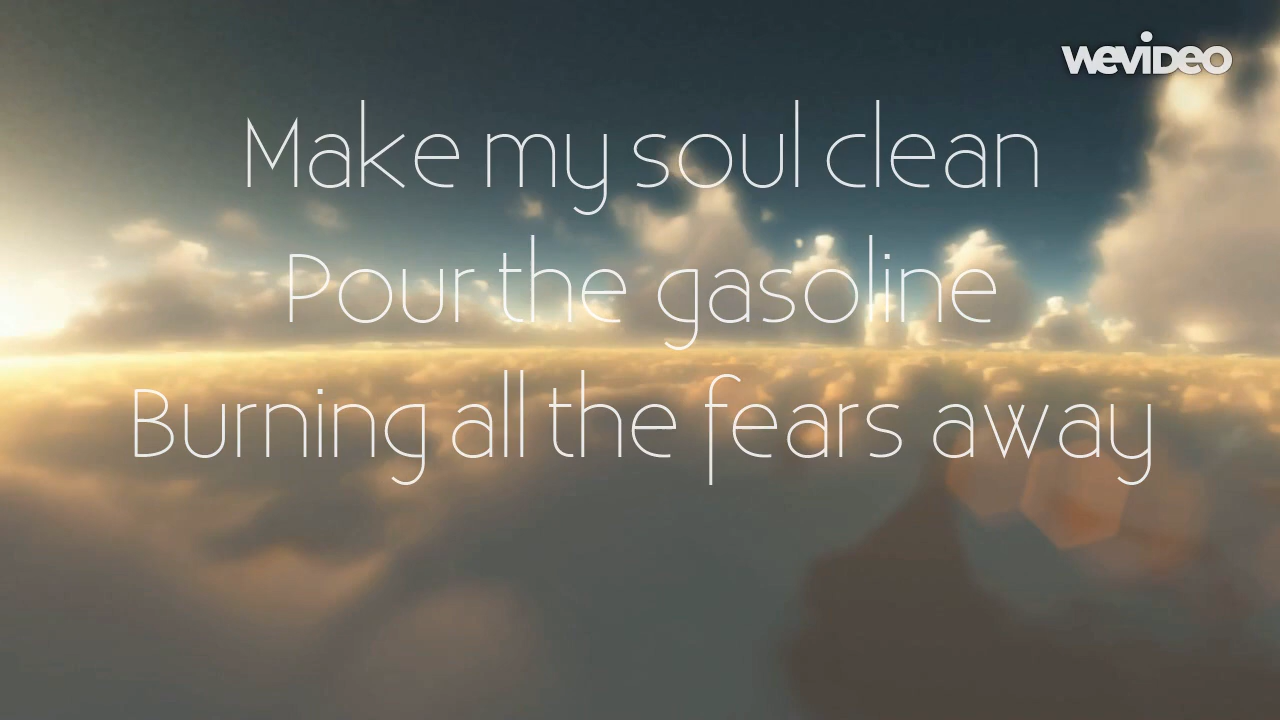 wevideo
Make my soul clean
Pour the gasoline
Burning all the fears away